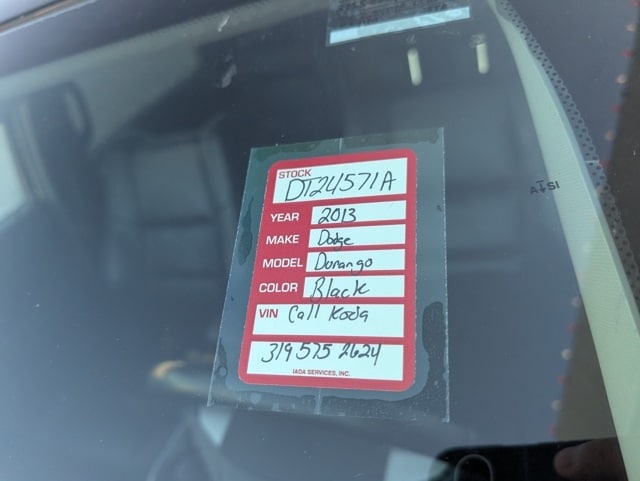 STOCK
DT24571A
YEAR 2013
MAKE Dodge
MODEL Durango
COLOR Black
VIN Call Koda
319 575 2624
IADA SERVICES, INC.